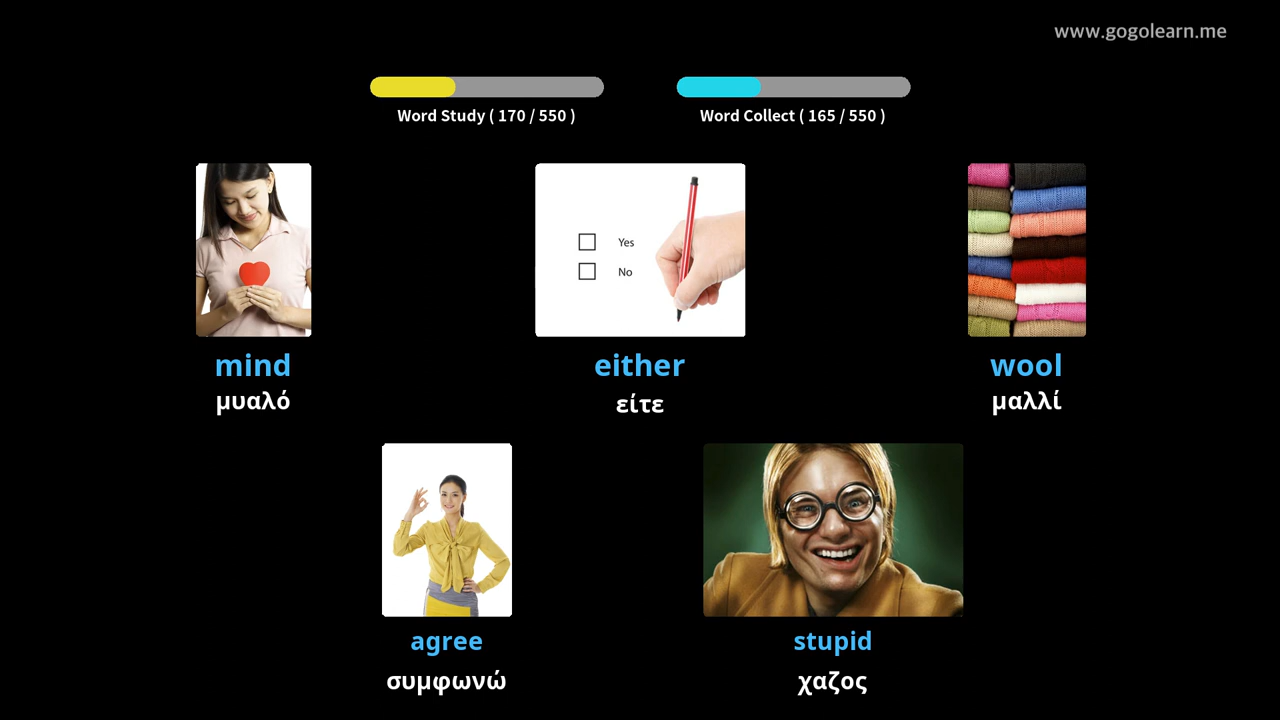 www.gogolearn.me
Word Study ( 170 / 550 )
Word Collect ( 165 / 550 )
Yes
No
mind
μυαλό
either
είτε
wool
μαλλί
agree
συμφωνώ
stupid
χαζος